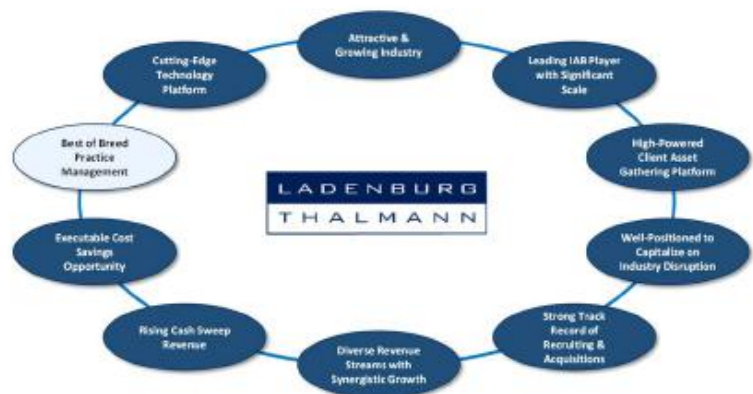 Attractive &
Growing Industry
Leading IAB Player
with Significant
Scale
High-Powered
Client Asset
Gathering Platform
Well-Positioned to
Capitalize on
Industry Disruption
Strong Track
Record of
Recruiting &
Acquisitions
Diverse Revenue
Streams with
Synergistic Growth
Rising Cash Sweep
Revenue
Executable Cost
Savings
Opportunity
Best of Breed
Practice
Management
Cutting-Edge
Technology
Platform
LADENBURG
THALMANN